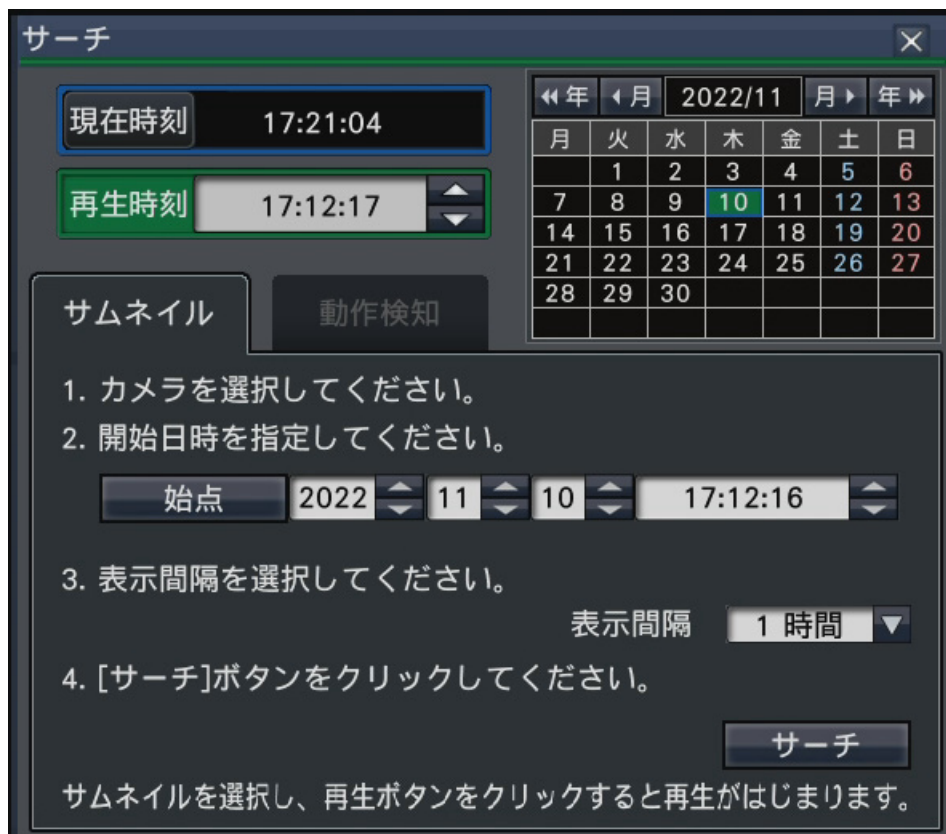 サーチ
現在時刻 17:21:04
再生時刻 17:12:17
年 月 2022/11 月 年
月 火 水 木 金 土 日
1 2 3 4 5 6
7 8 9 10 11 12 13
14 15 16 17 18 19 20
21 22 23 24 25 26 27
28 29 30
サムネイル 動作検知
1. カメラを選択してください。
2. 開始日時を指定してください。
始点 2022 11 10 17:12:16
3. 表示間隔を選択してください。
表示間隔 1 時間
4. [サーチ]ボタンをクリックしてください。
サーチ
サムネイルを選択し、再生ボタンをクリックすると再生がはじまります。